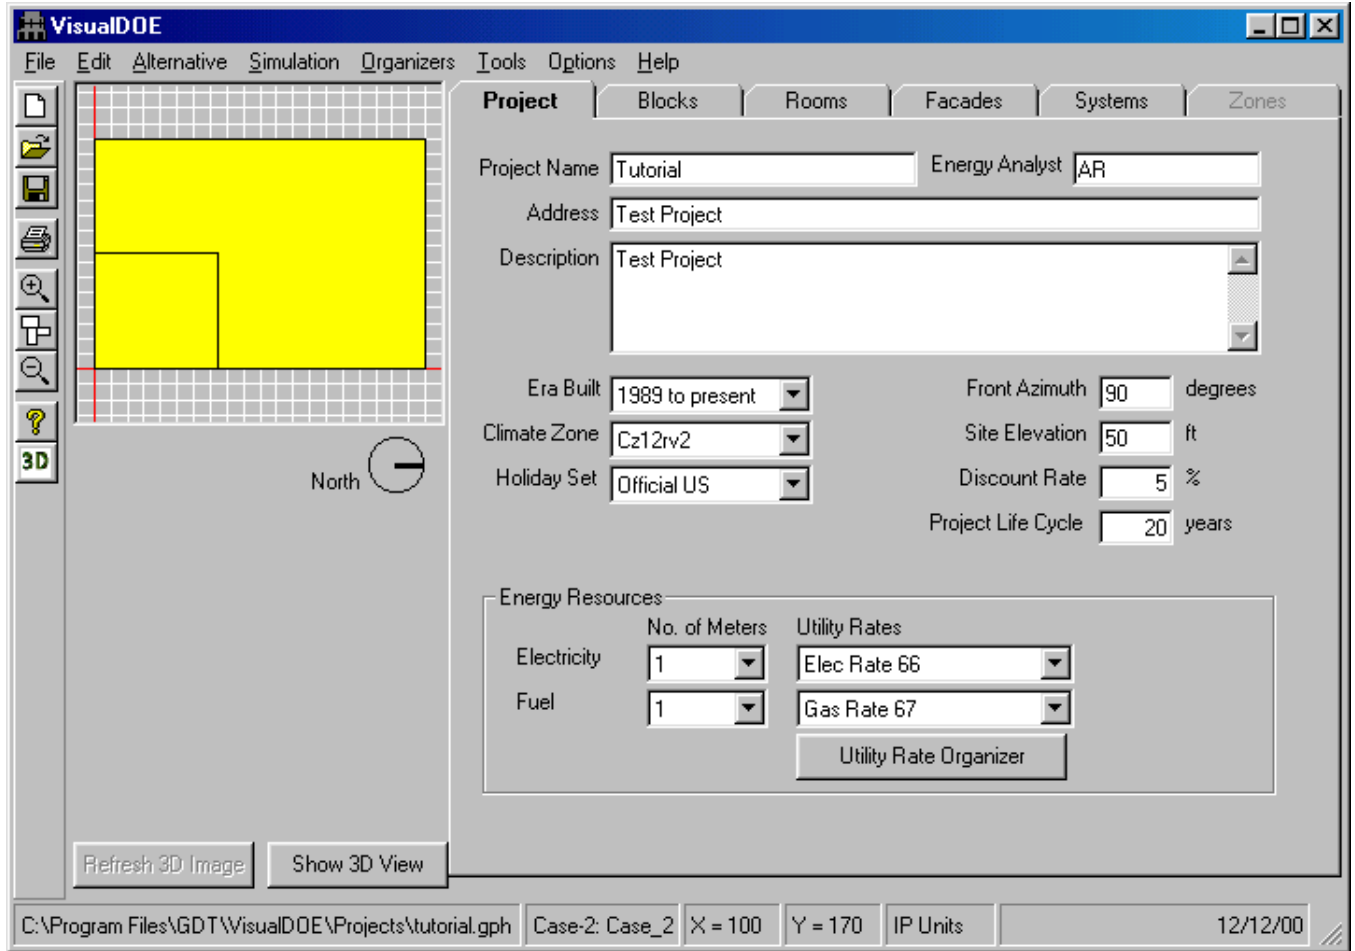 VisualDOE
File Edit Alternative Simulation Organizers Tools Options Help
Project Blocks Rooms Facades Systems Zones
Project Name Tutorial Energy Analyst AR
Address Test Project
Description Test Project
Era Built 1989 to present Front Azimuth 90 degrees
Climate Zone Cz12rv2 Site Elevation 50 ft
3D
North
Holiday Set Official US Discount Rate 5 %
Project Life Cycle 20 years
Energy Resources
No. of Meters Utility Rates
Electricity 1 Elec Rate 66
Fuel 1 Gas Rate 67
Utility Rate Organizer
Refresh 3D Image Show 3D View
C:\Program Files\GDT\VisualDOE\Projects\tutorial.gph Case-2: Case_2 X = 100 Y = 170 IP Units 12/12/00